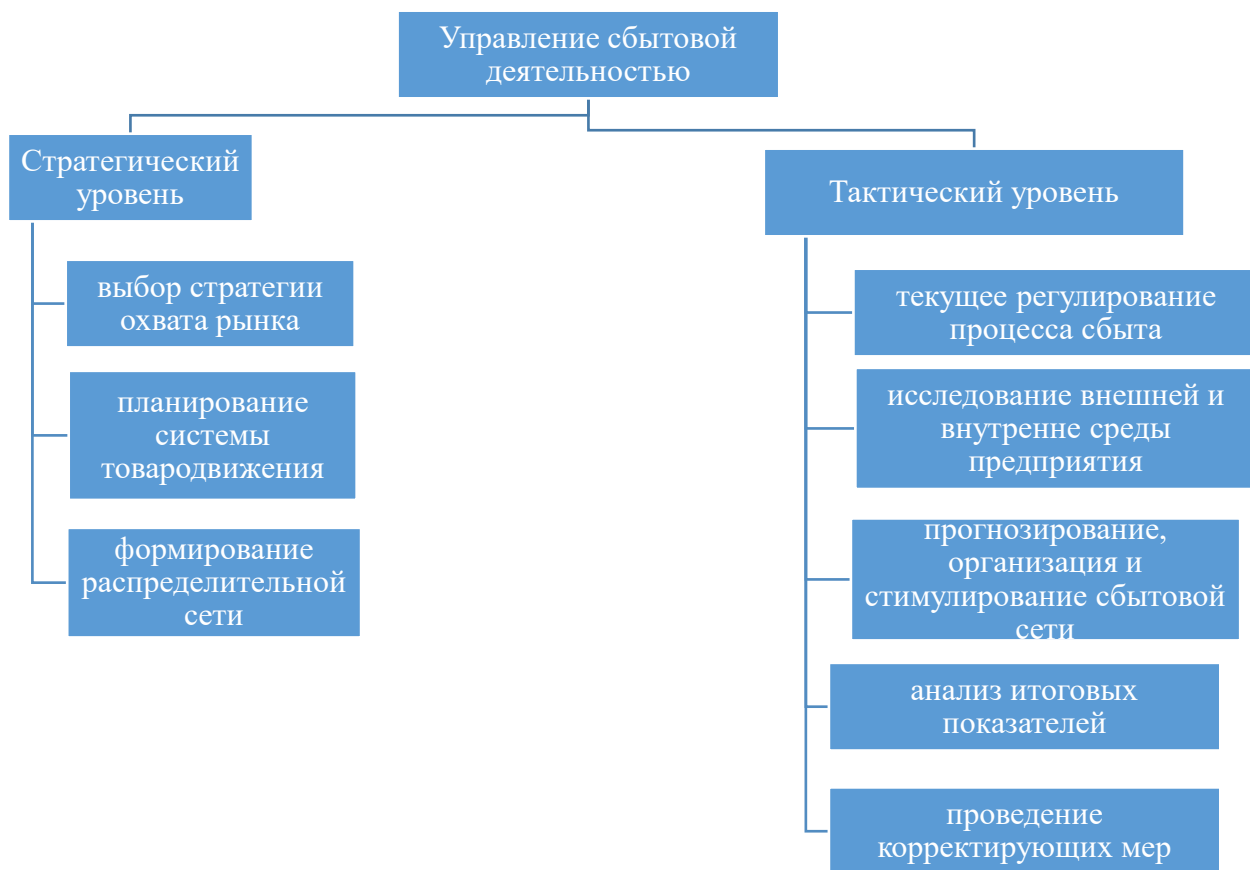 Управление сбытовой
деятельностью
Стратегический
уровень
выбор стратегии
охвата рынка
планирование
системы
товародвижения
формирование
распределительной
сети
Тактический уровень
текущее регулирование
процесса сбыта
исследование внешней и
внутренне среды
предприятия
прогнозирование,
организация и
стимулирование сбытовой
сети
анализ итоговых
показателей
проведение
корректирующих мер